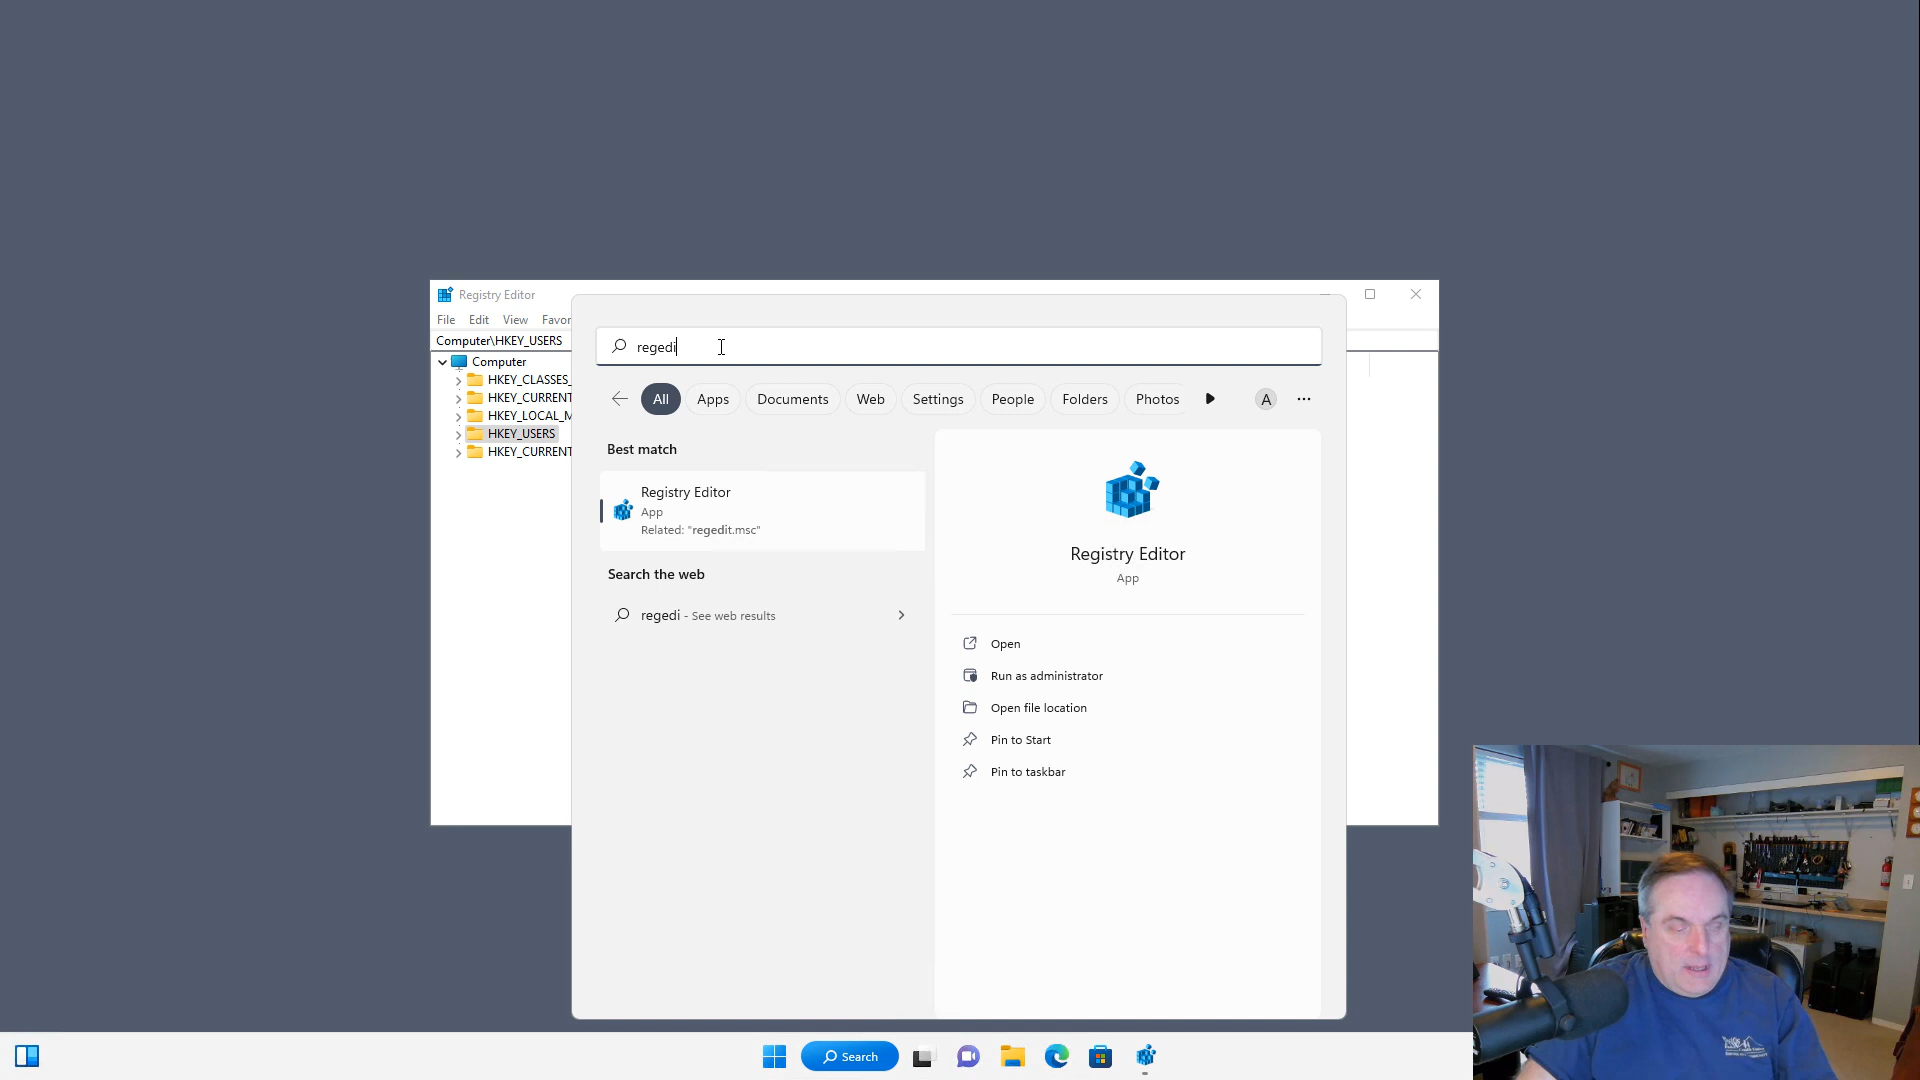 Registry Editor
File Edit View Favor
Computer\HKEY_USERS
Computer
HKEY_CLASSES_
HKEY_CURRENT
HKEY_LOCAL_M
HKEY_USERS
HKEY_CURRENT
regedi
All Apps Documents Web Settings People Folders Photos A
Best match
Registry Editor
App
Related: "regedit.msc"
Search the web
regedi - See web results
Registry Editor
App
Open
Run as administrator
Open file location
Pin to Start
Pin to taskbar
Search